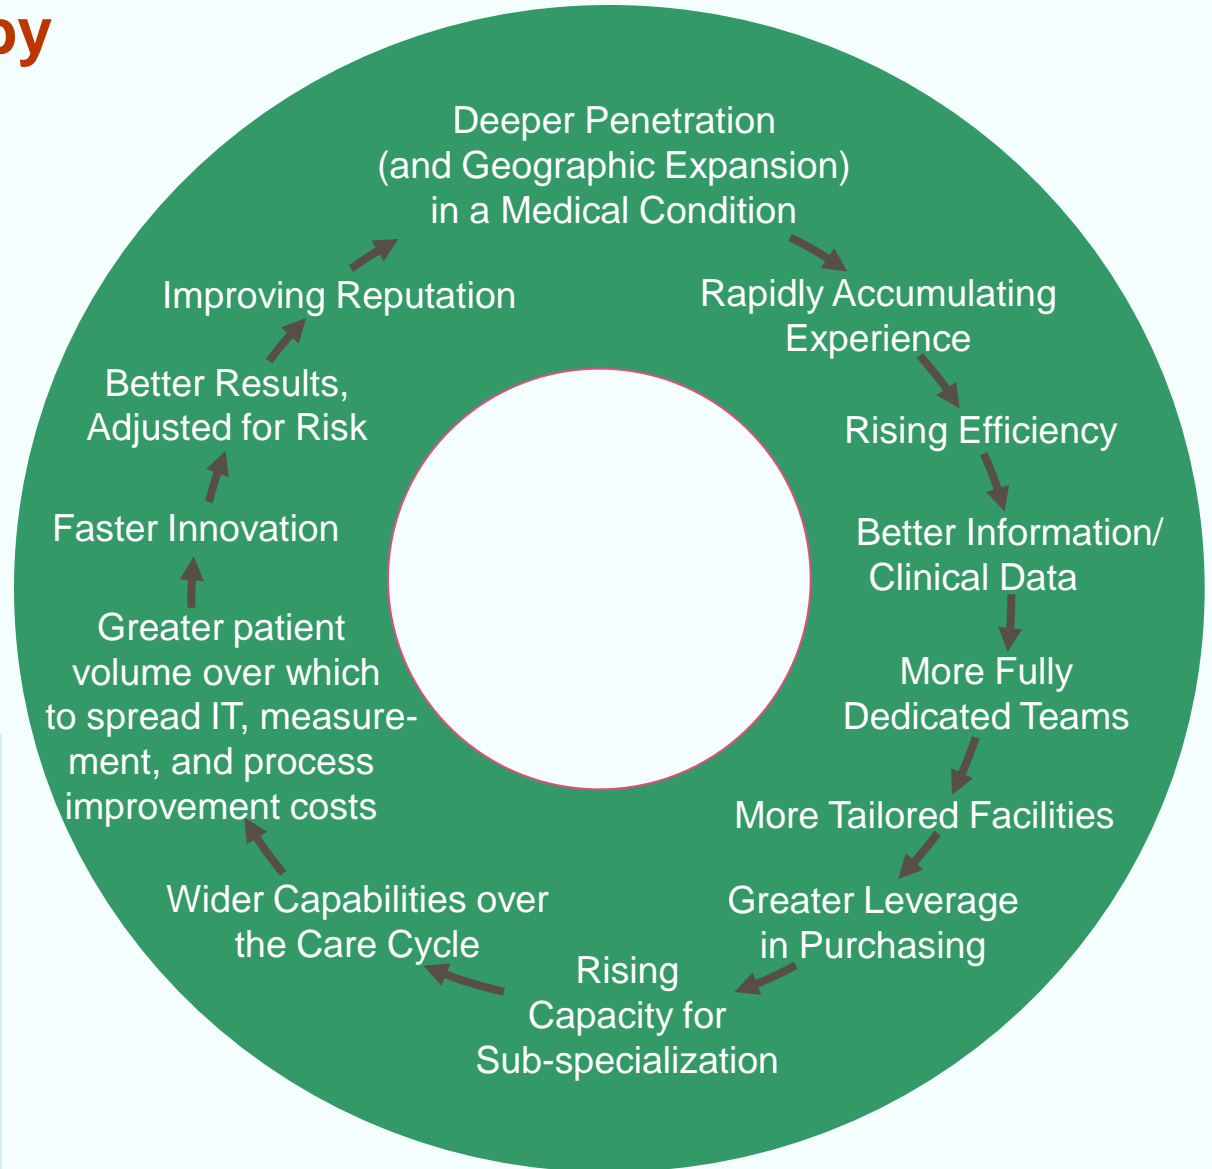 by
Deeper Penetration
(and Geographic Expansion)
in a Medical Condition
Rapidly Accumulating
Experience
Rising Efficiency
Better Information/
Clinical Data
More Fully
Dedicated Teams
More Tailored Facilities
Greater Leverage
in Purchasing
Rising
Capacity for
Sub-specialization
Wider Capabilities over
the Care Cycle
Greater patient
volume over which
to spread IT, measure-
ment, and process
improvement costs
Faster Innovation
Better Results,
Adjusted for Risk
Improving Reputation